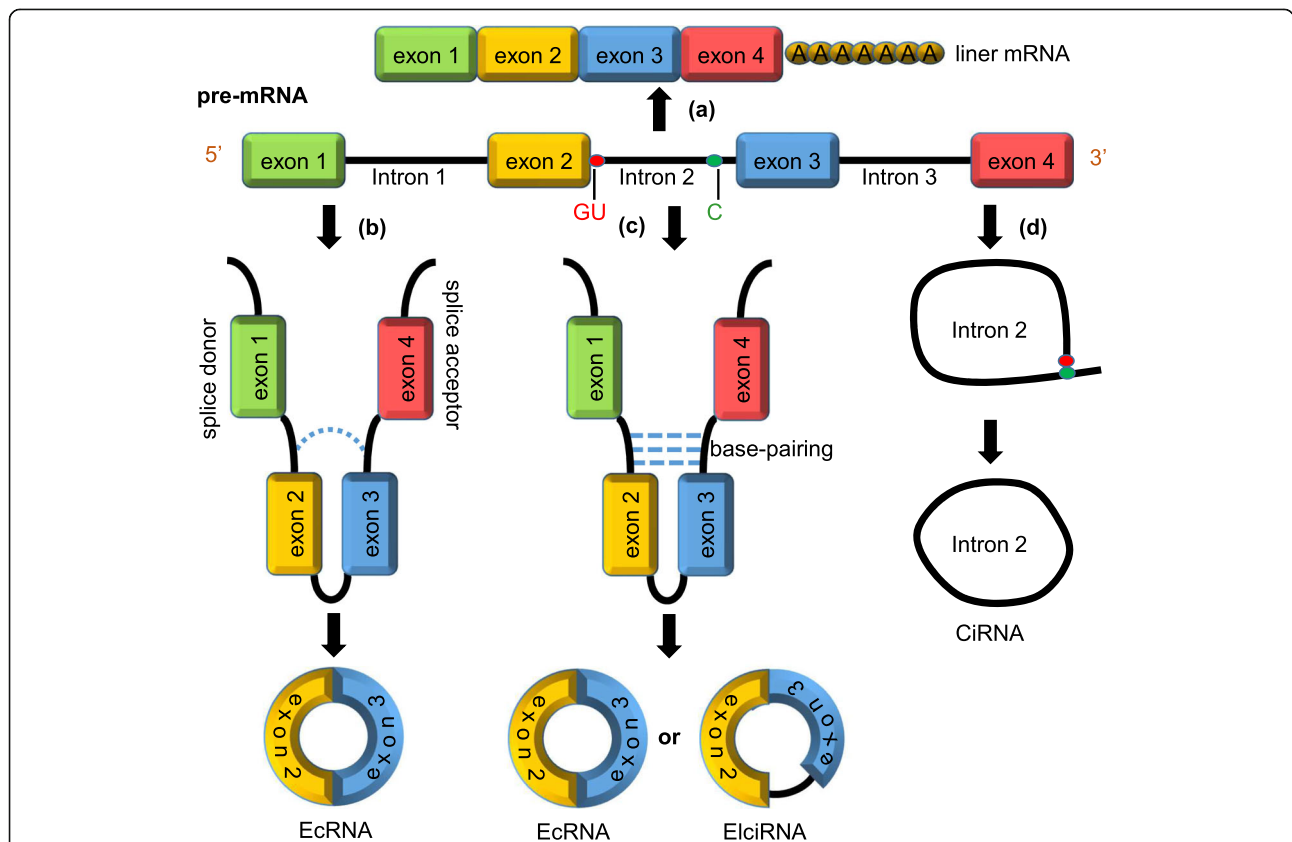 exon 1 exon 2 exon 3 exon 4 AAAAAAA liner mRNA
pre-mRNA
(a)
5’ exon 1 exon 2 exon 3 exon 4 3’
Intron 1 Intron 2 Intron 3
GU C
(b) (c) (d)
splice donor
exon 1
exon 4
splice acceptor
exon 2
exon 3
exon 1
exon 4
base-pairing
exon 2
exon 3
Intron 2
Intron 2
CiRNA
exon 2 exon 3
EcRNA
exon 2 exon 3
EcRNA
or
exon 2 exon 3
ElciRNA